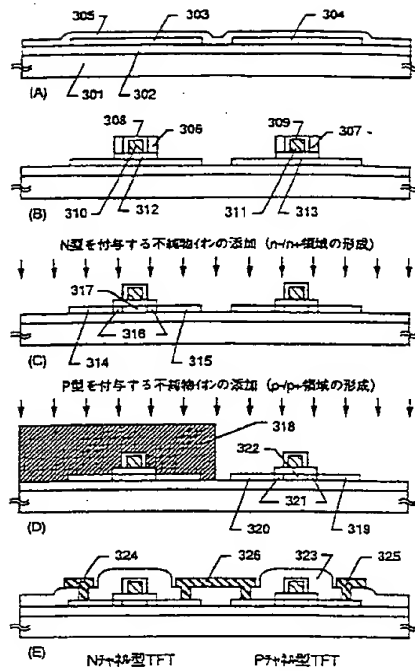 305 303 304
(A) 301 302
308 306 309 307
(B) 310 312 311 313
N型を付与する不純物イオンの添加(n-/n+領域の形成)
317
316
(C) 314 315
P型を付与する不純物イオンの添加(p-/p+領域の形成)
318
322
321
(D) 320 319
324 326 323 325
(E)
Nチャネル型TFT Pチャネル型TFT